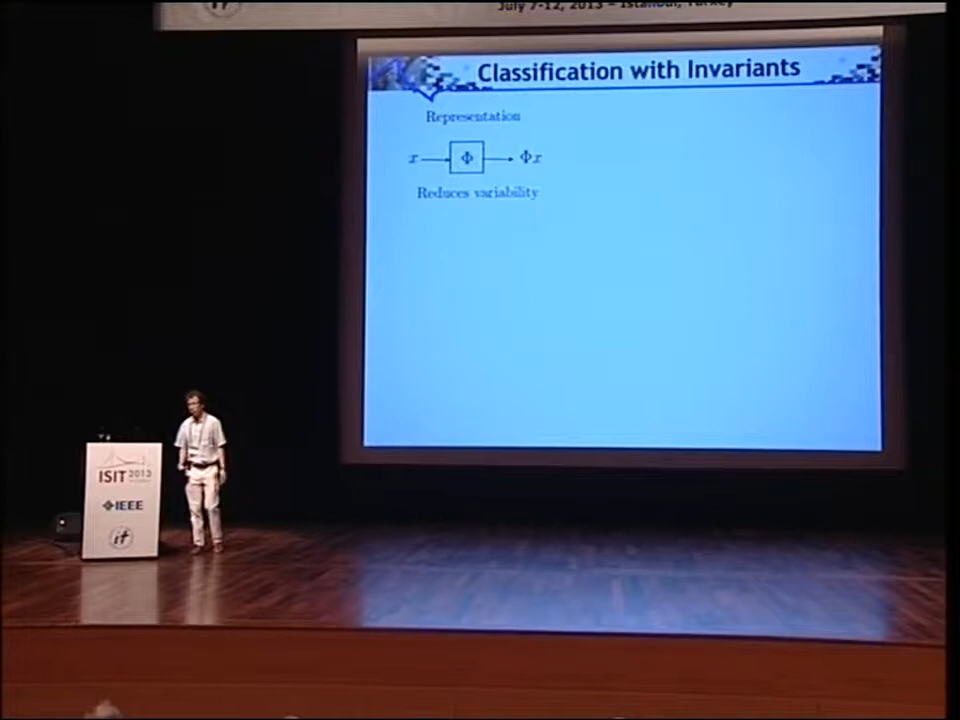 July 7-12, 2013 – Istanbul, Turkey
Classification with Invariants
Representation
x Φ Φx
Reduces variability
ISIT 2013
IEEE
it